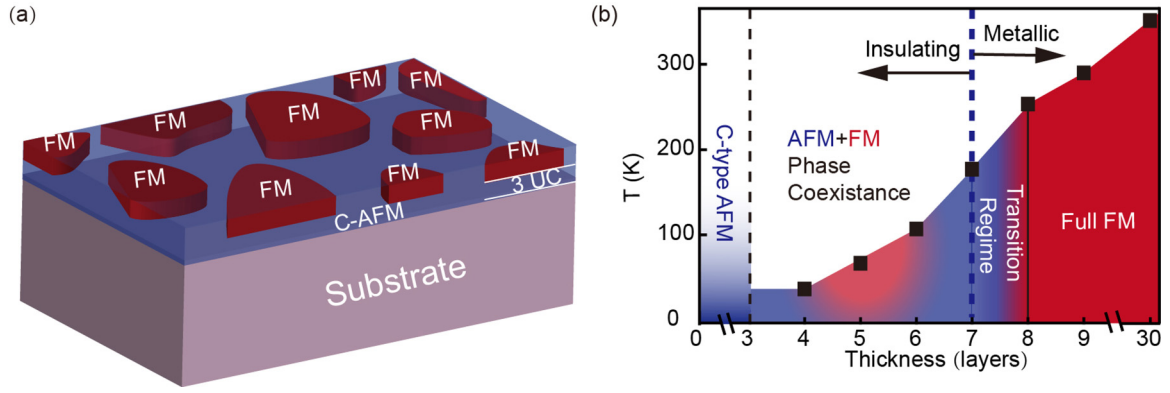 (a)
FM
FM
FM
FM
FM
FM
FM
FM
FM
FM
FM
3 UC
C-AFM
Substrate
(b)
Metallic
Insulating
C-type AFM
AFM+FM
Phase
Coexistance
Transition
Regime
Full FM
T (K)
300
200
100
0
0
3
4
5
6
7
8
9
30
Thickness (layers)